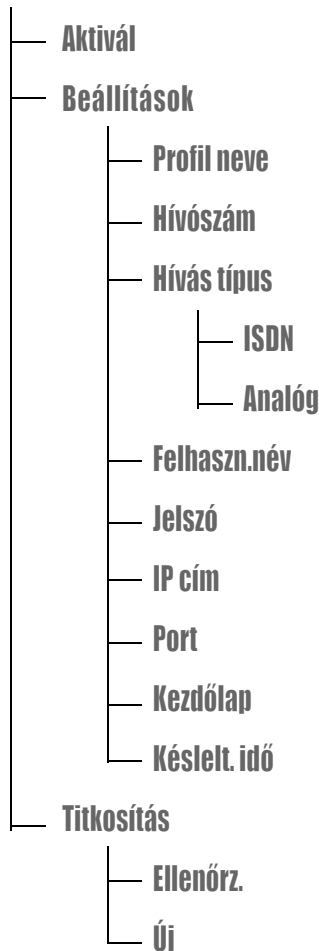 Aktivál
Beállítások
Profil neve
Hívószám
Hívás típus
ISDN
Analóg
Felhaszn.név
Jelszó
IP cím
Port
Kezdőlap
Késlelt. idő
Titkosítás
Ellenőrz.
Új